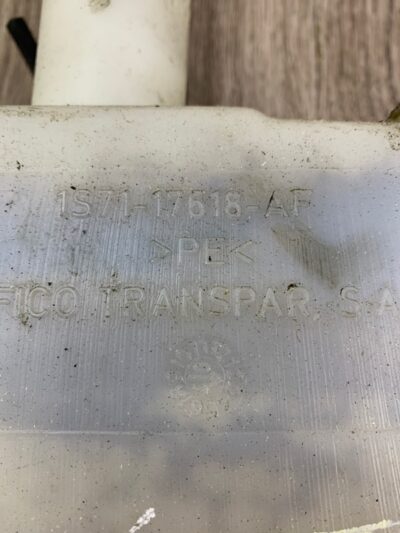 1S71-17618-AF
>PE<
FICO TRANSPAR, S.A